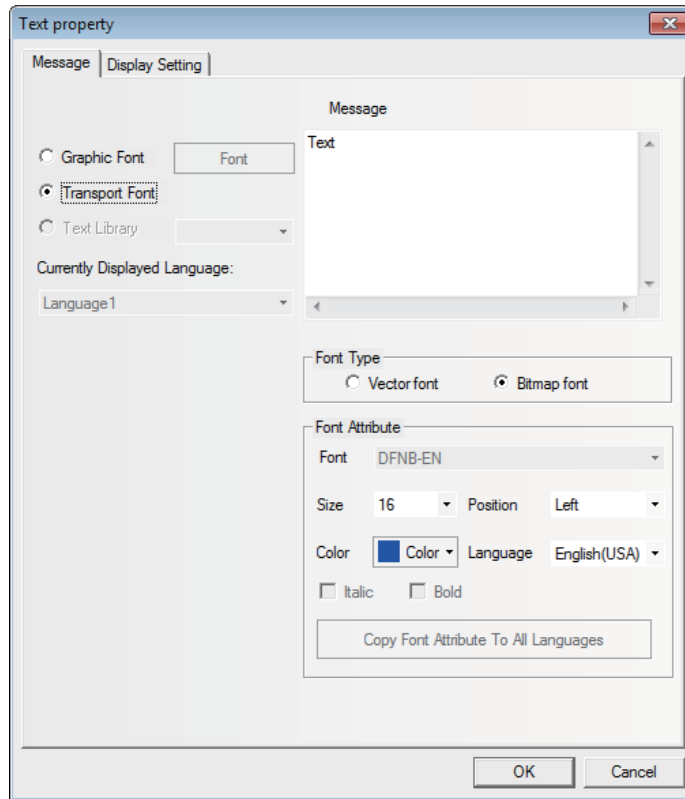 Text property
Message
Display Setting
Message
Graphic Font
Font
Transport Font
Text Library
Currently Displayed Language:
Language1
Text
Font Type
Vector font
Bitmap font
Font Attribute
Font
DFNB-EN
Size
16
Position
Left
Color
Color
Language
English(USA)
Italic
Bold
Copy Font Attribute To All Languages
OK
Cancel